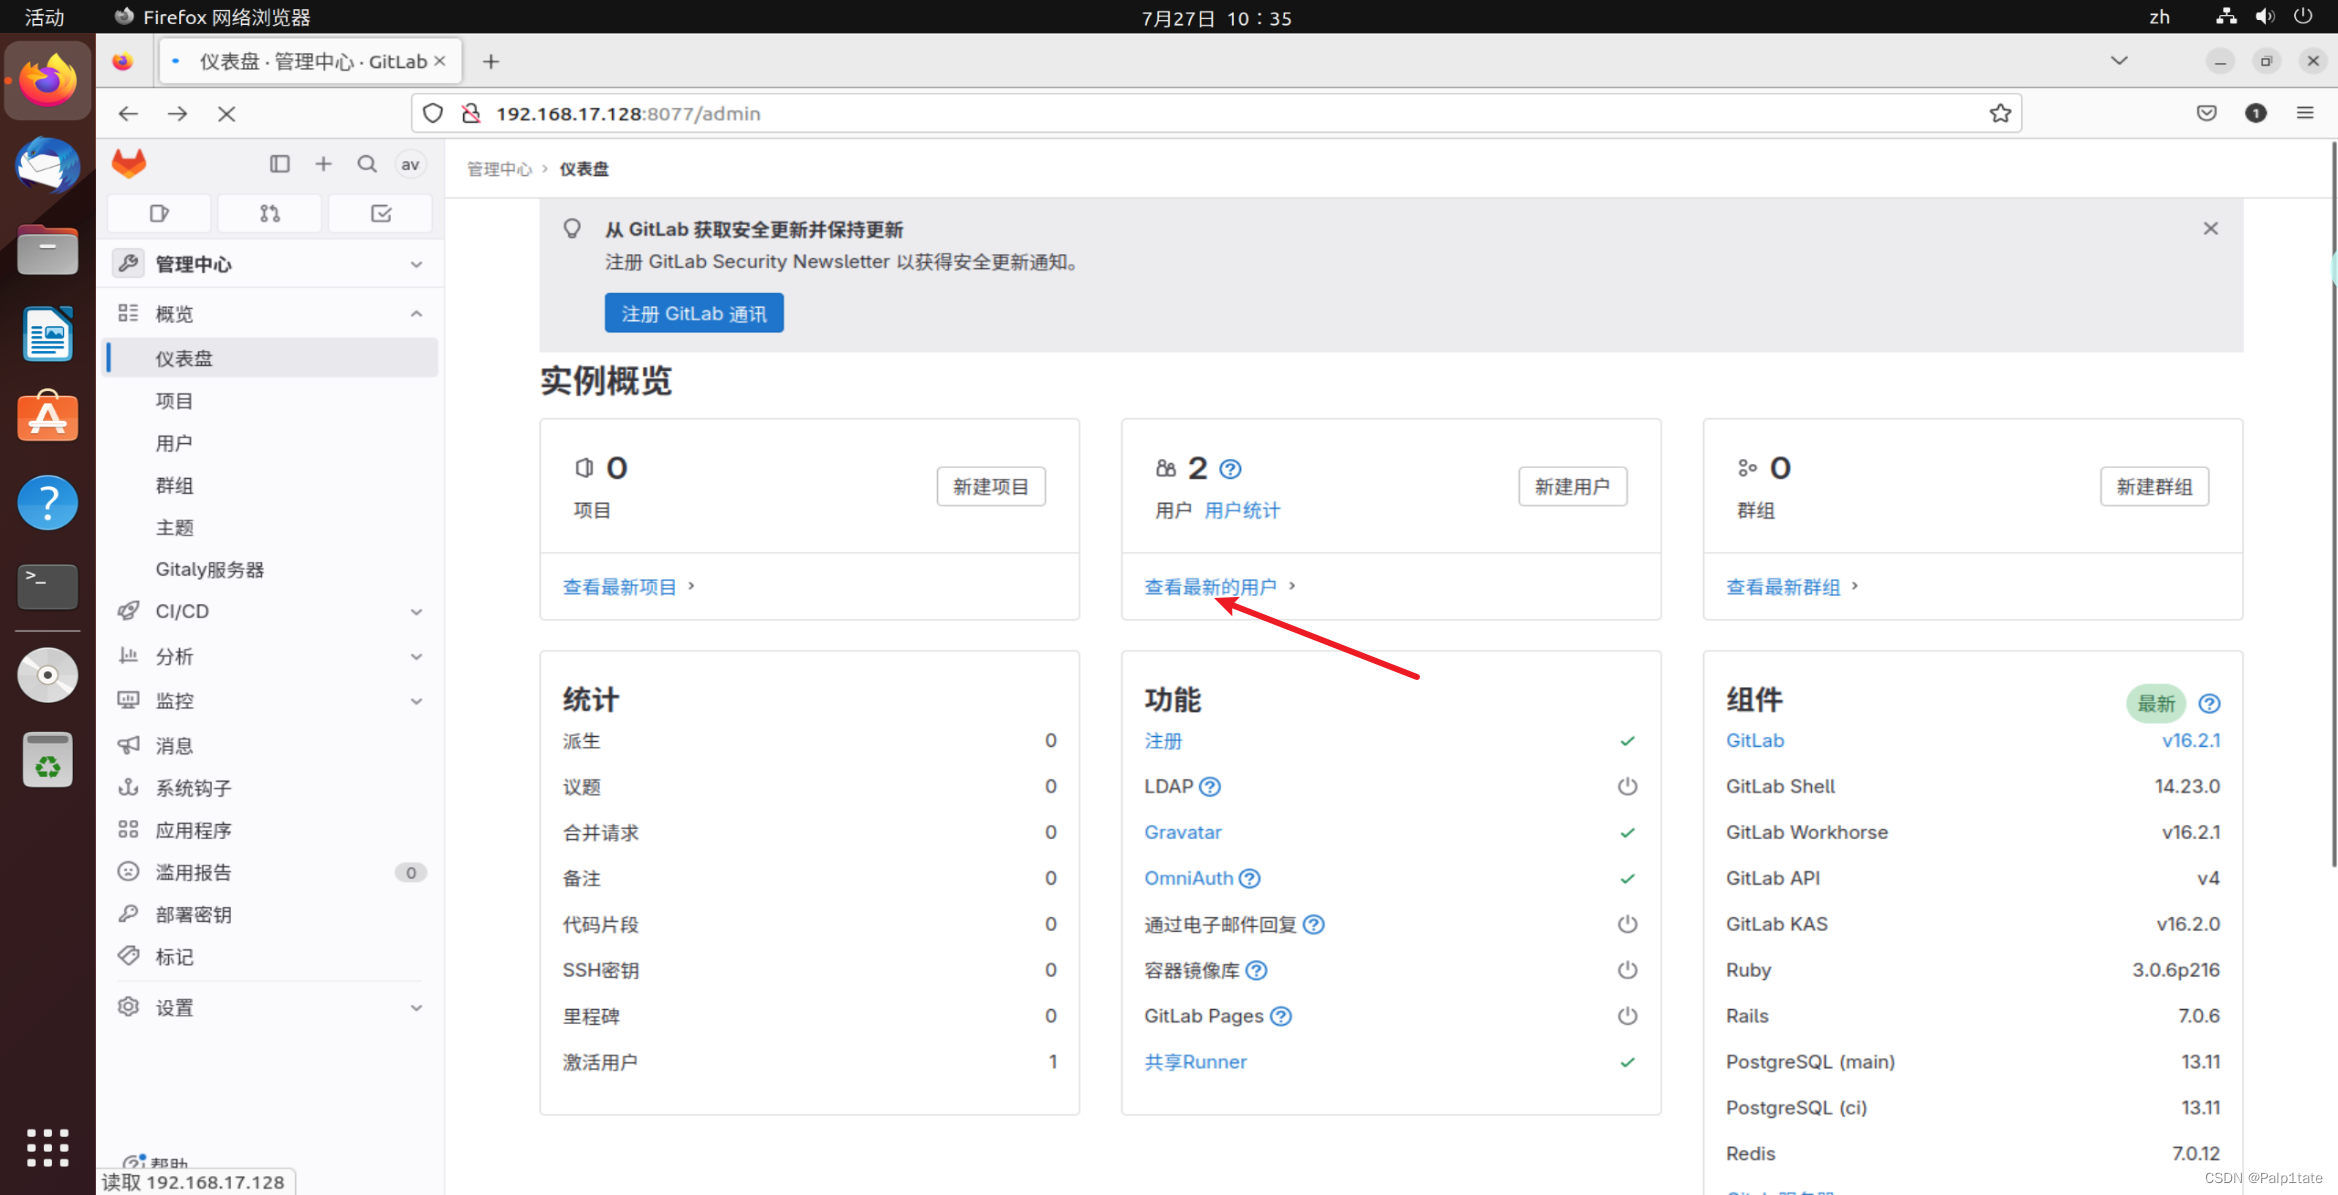 活动
Firefox 网络浏览器
7月27日 10：35
zh
仪表盘 · 管理中心 · GitLab
192.168.17.128:8077/admin
1
av
管理中心 › 仪表盘
管理中心
概览
仪表盘
项目
用户
群组
主题
Gitaly服务器
CI/CD
分析
监控
消息
系统钩子
应用程序
滥用报告 0
部署密钥
标记
设置
帮助
读取 192.168.17.128
从 GitLab 获取安全更新并保持更新
注册 GitLab Security Newsletter 以获得安全更新通知。
注册 GitLab 通讯
实例概览
0
项目
新建项目
查看最新项目 ›
2
用户 用户统计
新建用户
查看最新的用户 ›
0
群组
新建群组
查看最新群组 ›
统计
派生 0
议题 0
合并请求 0
备注 0
代码片段 0
SSH密钥 0
里程碑 0
激活用户 1
功能
注册
LDAP
Gravatar
OmniAuth
通过电子邮件回复
容器镜像库
GitLab Pages
共享Runner
组件 最新
GitLab v16.2.1
GitLab Shell 14.23.0
GitLab Workhorse v16.2.1
GitLab API v4
GitLab KAS v16.2.0
Ruby 3.0.6p216
Rails 7.0.6
PostgreSQL (main) 13.11
PostgreSQL (ci) 13.11
Redis 7.0.12
CSDN @Palp1tate